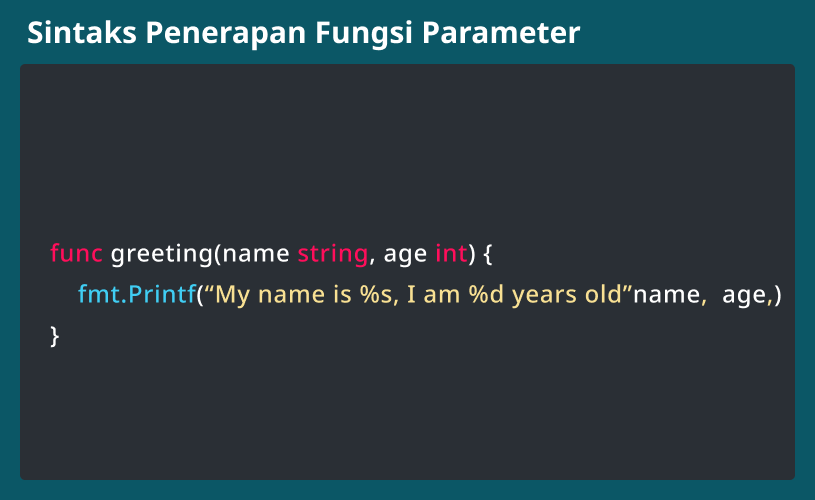 Sintaks Penerapan Fungsi Parameter
func greeting(name string, age int) {
fmt.Printf(“My name is %s, I am %d years old”name,  age,)
}